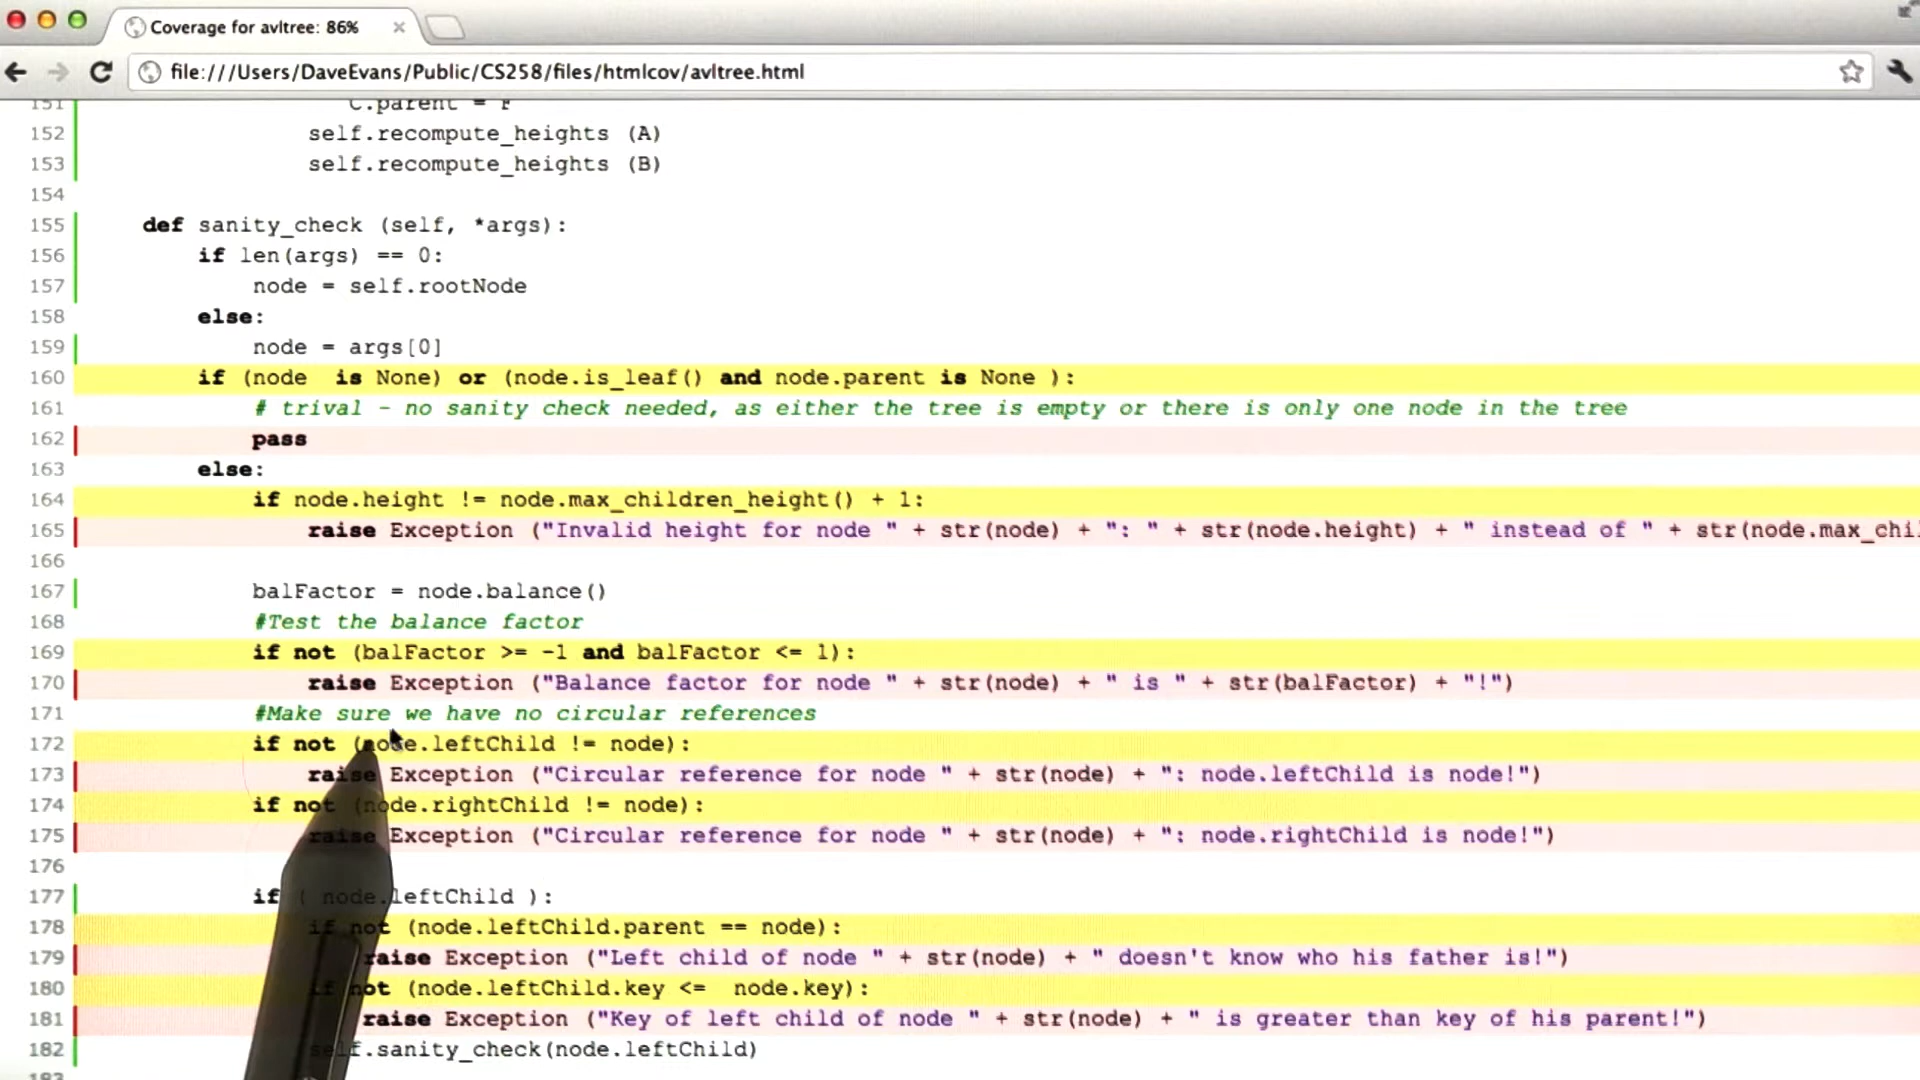 Coverage for avltree: 86%
file:///Users/DaveEvans/Public/CS258/files/htmlcov/avltree.html
151 C.parent = F
152 self.recompute_heights (A)
153 self.recompute_heights (B)
154
155 def sanity_check (self, *args):
156 if len(args) == 0:
157 node = self.rootNode
158 else:
159 node = args[0]
160 if (node  is None) or (node.is_leaf() and node.parent is None ):
161 # trival - no sanity check needed, as either the tree is empty or there is only one node in the tree
162 pass
163 else:
164 if node.height != node.max_children_height() + 1:
165 raise Exception ("Invalid height for node " + str(node) + ": " + str(node.height) + " instead of " + str(node.max_chi
166
167 balFactor = node.balance()
168 #Test the balance factor
169 if not (balFactor >= -1 and balFactor <= 1):
170 raise Exception ("Balance factor for node " + str(node) + " is " + str(balFactor) + "!")
171 #Make sure we have no circular references
172 if not (node.leftChild != node):
173 raise Exception ("Circular reference for node " + str(node) + ": node.leftChild is node!")
174 if not (node.rightChild != node):
175 raise Exception ("Circular reference for node " + str(node) + ": node.rightChild is node!")
176
177 if ( node.leftChild ):
178 if not (node.leftChild.parent == node):
179 raise Exception ("Left child of node " + str(node) + " doesn't know who his father is!")
180 if not (node.leftChild.key <=  node.key):
181 raise Exception ("Key of left child of node " + str(node) + " is greater than key of his parent!")
182 self.sanity_check(node.leftChild)
183